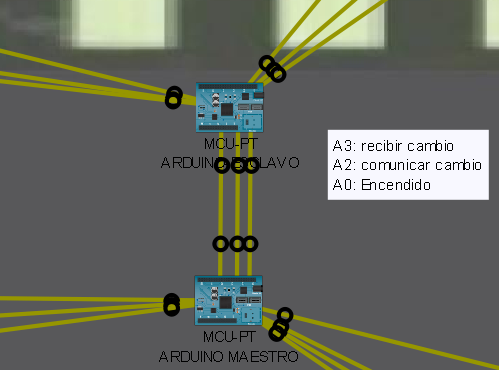 MCU-PT
ARDUINO ESCLAVO
A3: recibir cambio
A2: comunicar cambio
A0: Encendido
MCU-PT
ARDUINO MAESTRO